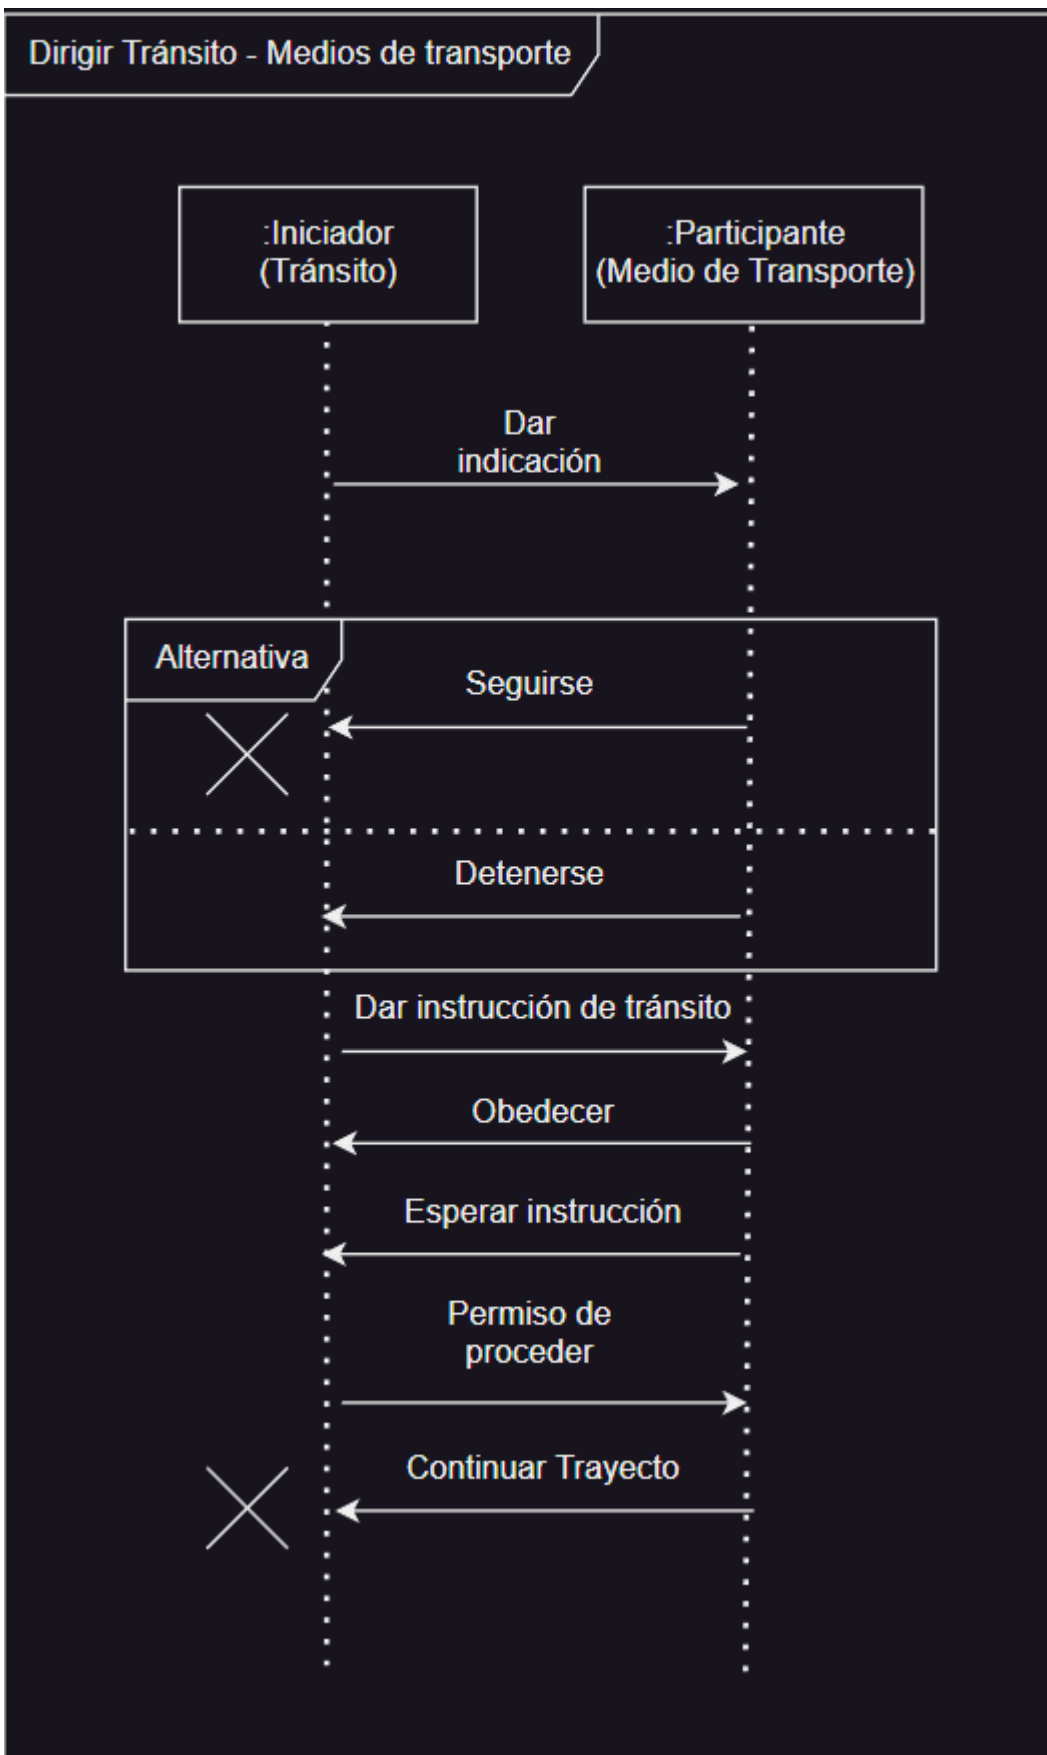 Dirigir Tránsito - Medios de transporte
:Iniciador
(Tránsito)
:Participante
(Medio de Transporte)
Dar
indicación
Alternativa
Seguirse
Detenerse
Dar instrucción de tránsito
Obedecer
Esperar instrucción
Permiso de
proceder
Continuar Trayecto